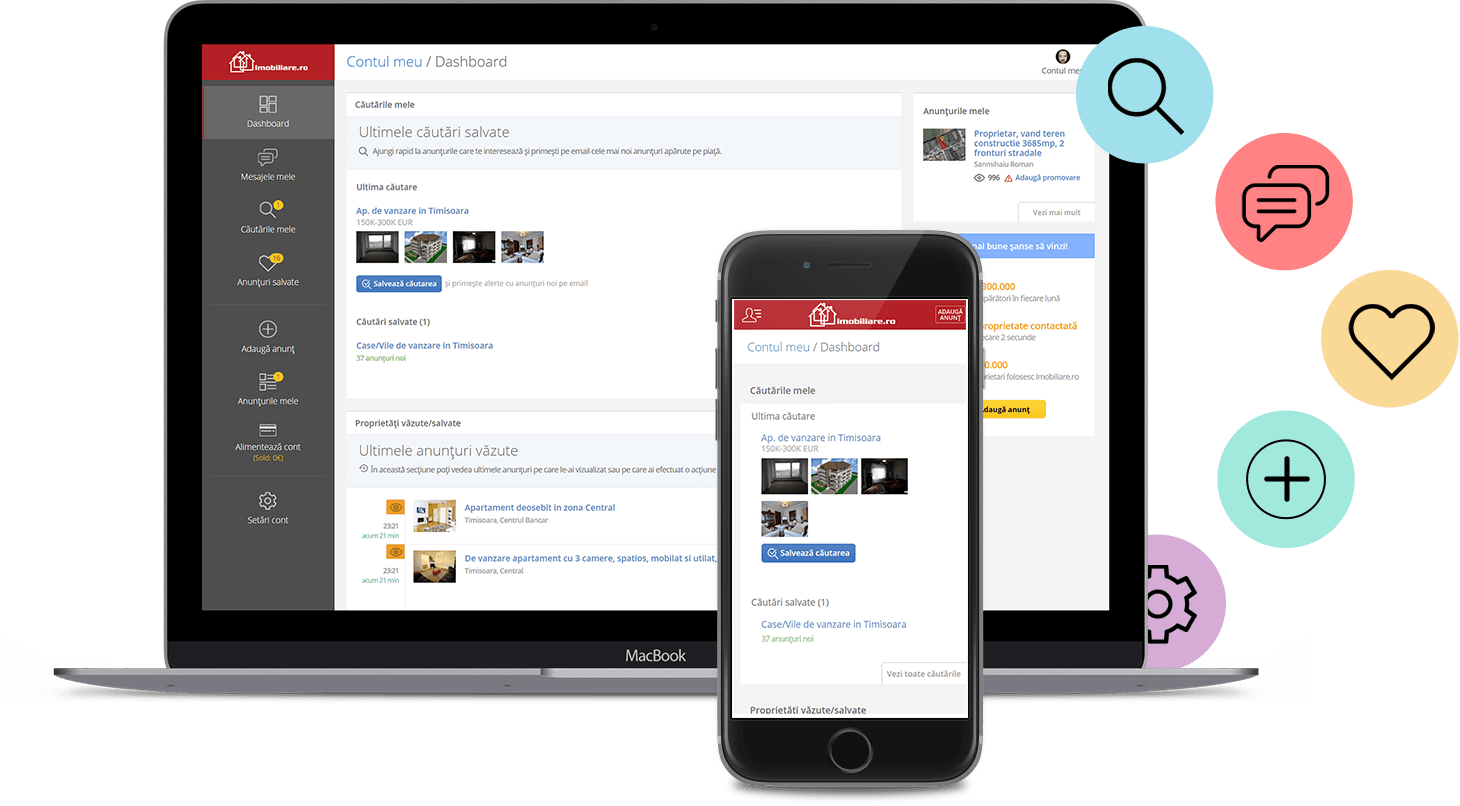 imobiliare.ro
Contul meu / Dashboard
Contul meu
Dashboard
Mesajele mele
1
Căutările mele
16
Anunțuri salvate
Adaugă anunț
1
Anunțurile mele
Alimentează cont
(Sold: 0€)
Setări cont
Căutările mele
Ultimele căutări salvate
Ajungi rapid la anunțurile care te interesează și primești pe email cele mai noi anunțuri apărute pe piață.
Ultima căutare
Ap. de vanzare in Timisoara
150K-300K EUR
Salvează căutarea și primește alerte cu anunțuri noi pe email
Căutări salvate (1)
Case/Vile de vanzare in Timisoara
37 anunțuri noi
Proprietăți văzute/salvate
Ultimele anunțuri văzute
În această secțiune poți vedea ultimele anunțuri pe care le-ai vizualizat sau pe care ai efectuat o acțiune
23:21
acum 21 min
Apartament deosebit in zona Central
Timisoara, Centrul Bancar
23:21
acum 21 min
De vanzare apartament cu 3 camere, spatios, mobilat si utilat,
Timisoara, Central
Anunțurile mele
Proprietar, vand teren
constructie 3685mp, 2
fronturi stradale
Sanmihaiu Roman
996 Adaugă promovare
Vezi mai mult
mai bune șanse să vinzi!
300.000
părători în fiecare lună
roprietate contactată
ecare 2 secunde
0.000
rietari folosesc Imobiliare.ro
daugă anunț
MacBook
imobiliare.ro
ADAUGĂ
ANUNȚ
Contul meu / Dashboard
Căutările mele
Ultima căutare
Ap. de vanzare in Timisoara
150K-300K EUR
Salvează căutarea
Căutări salvate (1)
Case/Vile de vanzare in Timisoara
37 anunțuri noi
Vezi toate căutările
Proprietăți văzute/salvate